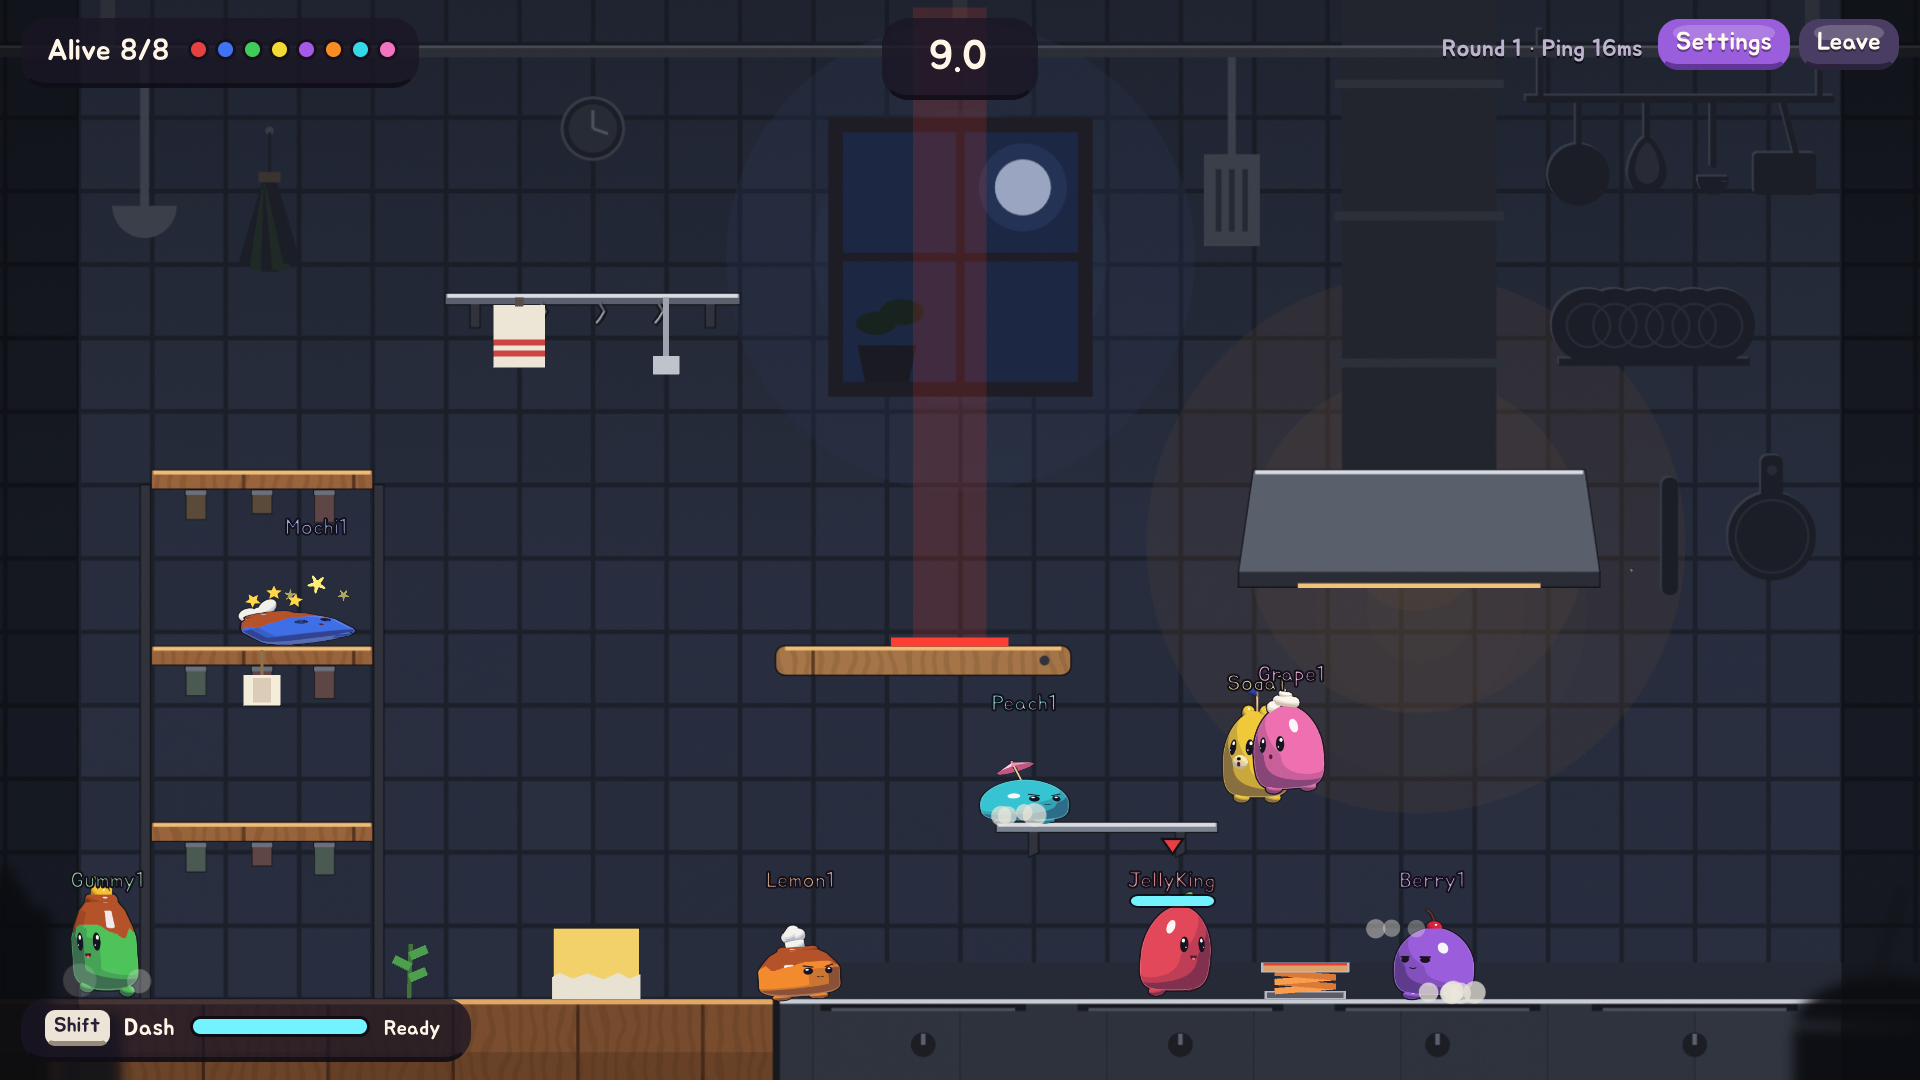 Alive 8/8
9.0
Round 1 · Ping 16ms
Settings
Leave
Mochi1
Grape1
Peach1
Gummy1
Lemon1
JellyKing
Berry1
Shift
Dash
Ready